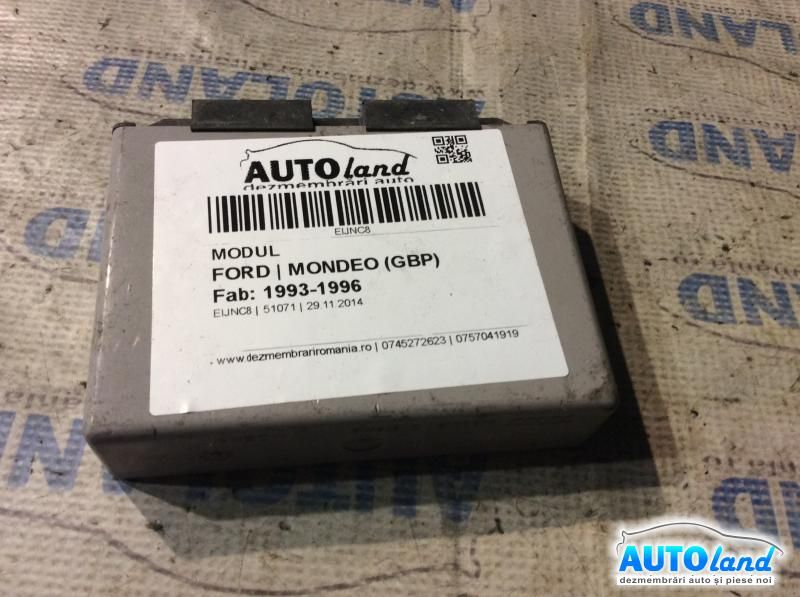 AUTOland
dezmembrări auto
EIJNC8
MODUL
FORD | MONDEO (GBP)
Fab: 1993-1996
EIJNC8 | 51071 | 29.11.2014
www.dezmembrariromania.ro | 0745272623 | 0757041919
AUTOLAND
AUTOland
dezmembrări auto și piese noi